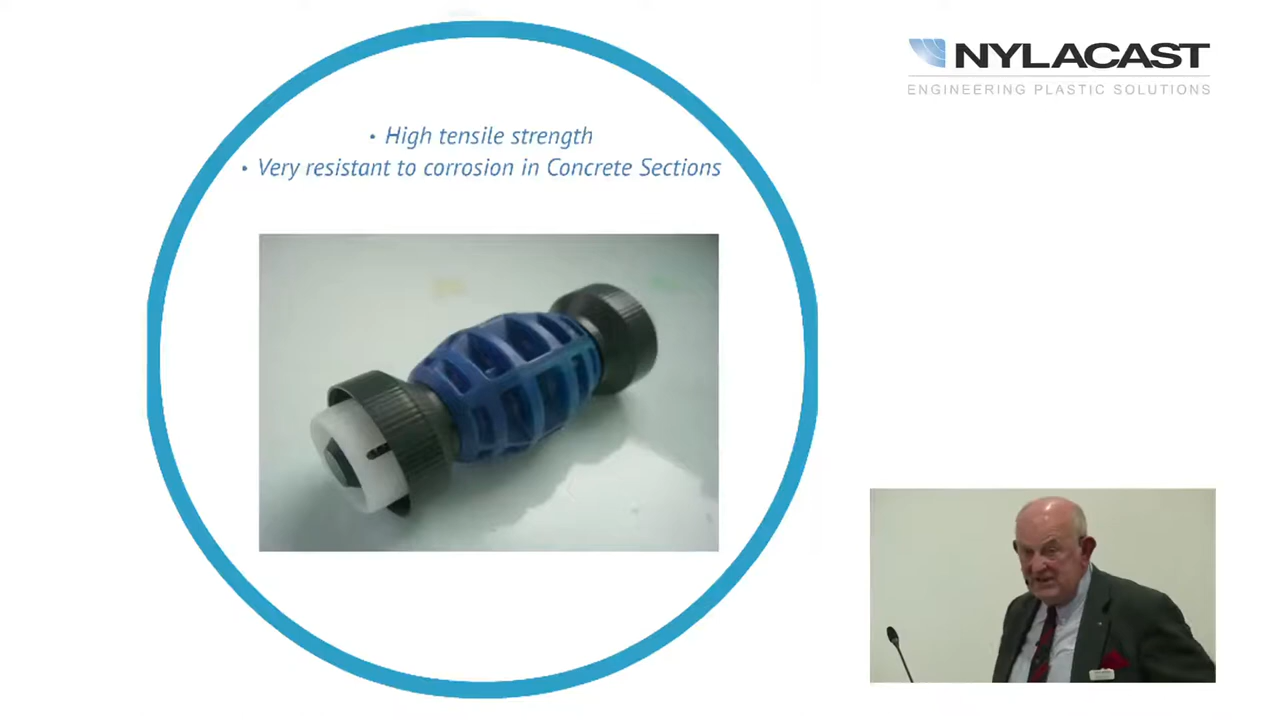 • High tensile strength
• Very resistant to corrosion in Concrete Sections
NYLACAST
ENGINEERING PLASTIC SOLUTIONS